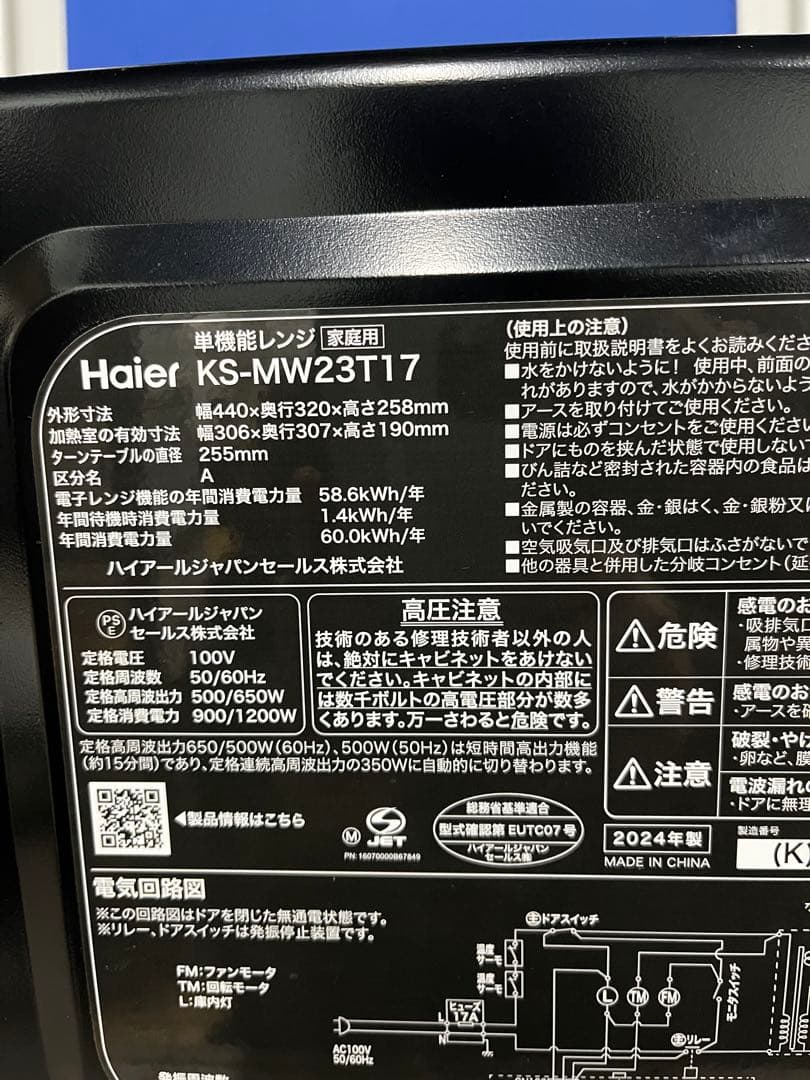 単機能レンジ 家庭用
Haier KS-MW23T17
外形寸法 幅440×奥行320×高さ258mm
加熱室の有効寸法 幅306×奥行307×高さ190mm
ターンテーブルの直径 255mm
区分名 A
電子レンジ機能の年間消費電力量 58.6kWh/年
年間待機時消費電力量 1.4kWh/年
年間消費電力量 60.0kWh/年
ハイアールジャパンセールス株式会社
(使用上の注意)
使用前に取扱説明書をよくお読みくださ
■水をかけないように! 使用中、前面の
れがありますので、水がかからないよ
■アースを取り付けてご使用ください。
■電源は必ずコンセントをご使用くださ
■ドアにものを挟んだ状態で使用しない
■びん詰など密封された容器内の食品は
ださい。
■金属製の容器、金・銀はく、金・銀粉又
いでください。
■空気吸気口及び排気口はふさがないで
■他の器具と併用した分岐コンセント(延
PSE ハイアールジャパン
セールス株式会社
定格電圧 100V
定格周波数 50/60Hz
定格高周波出力 500/650W
定格消費電力 900/1200W
高圧注意
技術のある修理技術者以外の人
は、絶対にキャビネットをあけない
でください。キャビネットの内部に
は数千ボルトの高電圧部分が数多
くあります。万一さわると危険です。
危険
感電のお
・吸排気口
属物や異
・修理技術
警告
感電のお
・アースを確
注意
破裂・やけ
・卵など、膜
電波漏れの
・ドアに無理
定格高周波出力650/500W(60Hz)、500W(50Hz)は短時間高出力機能
(約15分間)であり、定格連続高周波出力の350Wに自動的に切り替わります。
◀製品情報はこちら
M S JET
PN: 16070000B67849
総務省基準適合
型式確認第 EUTC07 号
ハイアールジャパン
セールス㈱
2024年製
MADE IN CHINA
製造番号
(K)
電気回路図
※この回路図はドアを閉じた無通電状態です。
※リレー、ドアスイッチは発振停止装置です。
FM:ファンモータ
TM:回転モータ
L:庫内灯
主ドアスイッチ
温度
サーモ
温度
サーモ
L TM FM
モニタスイッチ
ヒューズ
17A
L
N
AC100V
50/60Hz
主リレー
発振周波数